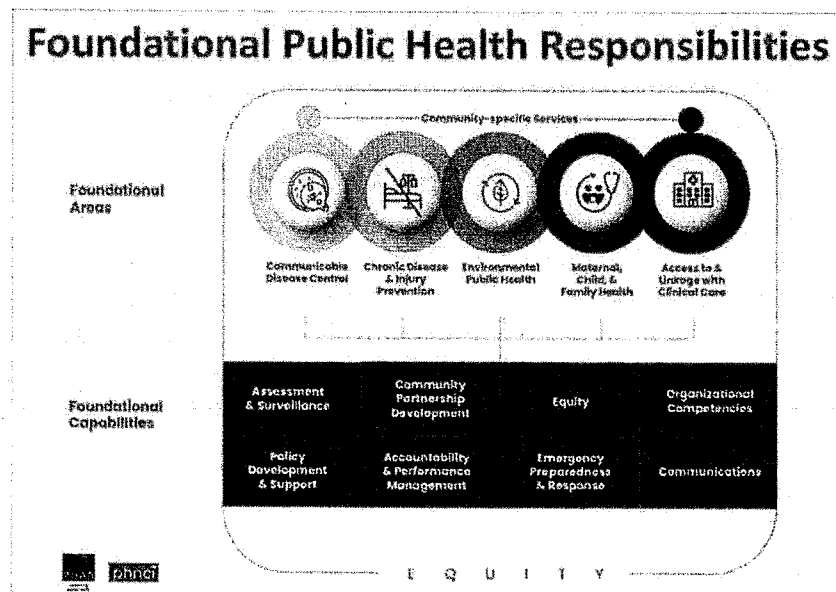 Foundational Public Health Responsibilities
Community-specific Services
Foundational
Areas
Communicable
Disease Control
Chronic Disease
& Injury
Prevention
Environmental
Public Health
Maternal,
Child, &
Family Health
Access to &
Linkage with
Clinical Care
Foundational
Capabilities
Assessment
& Surveillance
Community
Partnership
Development
Equity
Organizational
Competencies
Policy
Development
& Support
Accountability
& Performance
Management
Emergency
Preparedness
& Response
Communications
phncf
E Q U I T Y